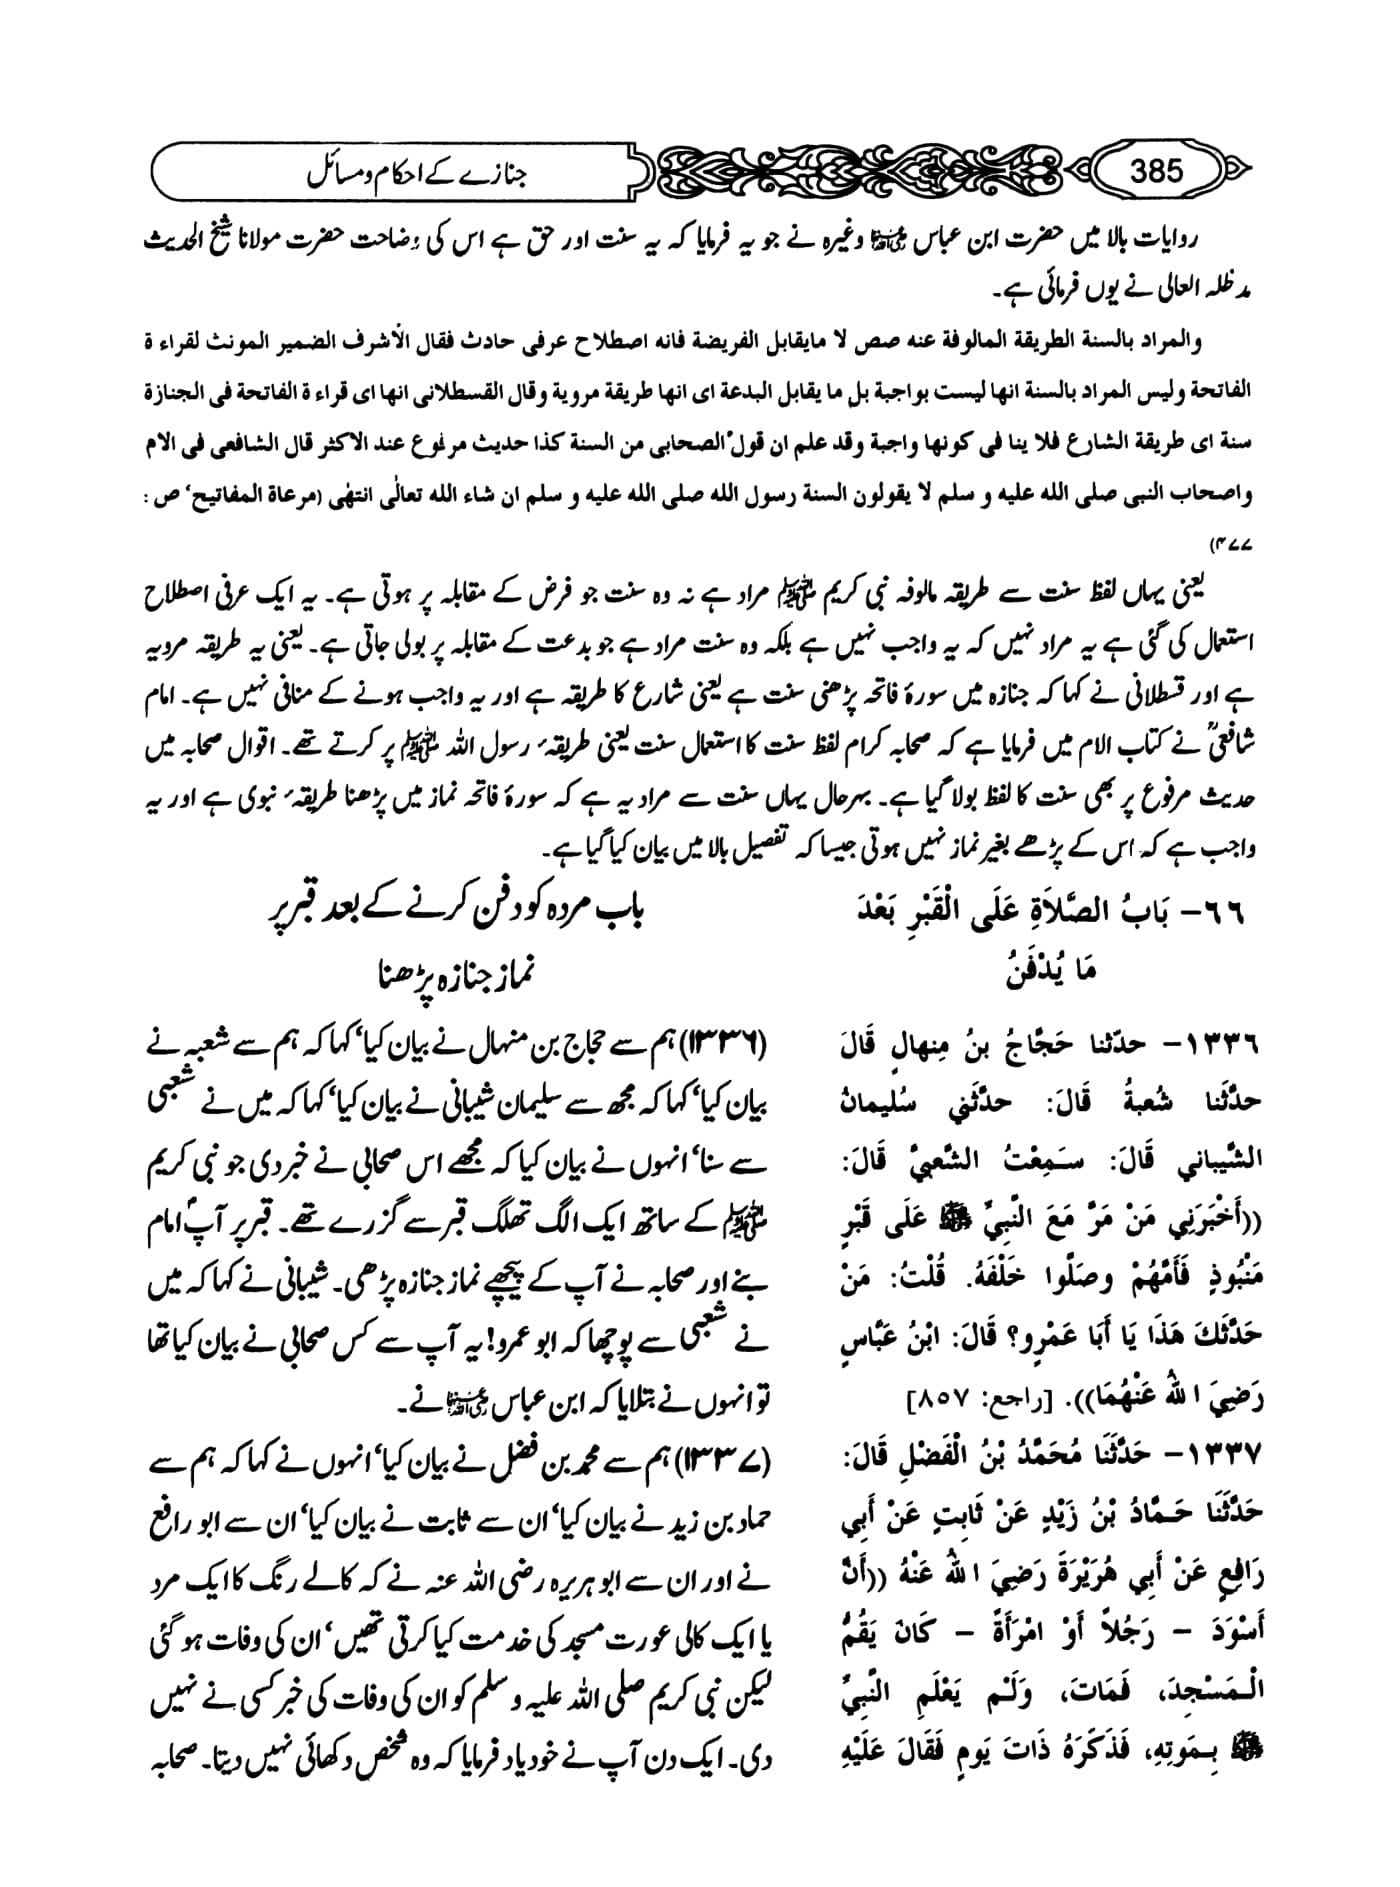 385
جنازے کے احکام و مسائل
روایات بالا میں حضرت ابن عباس رضی اللہ عنہما وغیرہ نے جو یہ فرمایا کہ یہ سنت اور حق ہے اس کی وضاحت حضرت مولانا شیخ الحدیث
مد ظلہ العالی نے یوں فرمائی ہے۔
والمراد بالسنة الطريقة المالوفة عنه صص لا مايقابل الفريضة فانه اصطلاح عرفى حادث فقال الأشرف الضمير المونث لقراء ة
الفاتحة وليس المراد بالسنة انها ليست بواجبة بل ما يقابل البدعة اى انها طريقة مروية وقال القسطلانى انها اى قراء ة الفاتحة فى الجنازة
سنة اى طريقة الشارع فلا ينا فى كونها واجبة وقد علم ان قول الصحابى من السنة كذا حديث مرفوع عند الاكثر قال الشافعى فى الام
واصحاب النبى صلى الله عليه و سلم لا يقولون السنة رسول الله صلى الله عليه و سلم ان شاء الله تعالٰى انتهٰى (مرعاة المفاتيح‘ ص:
۴۷۷)
یعنی یہاں لفظ سنت سے طریقہ مالوفہ نبی کریم ﷺ مراد ہے نہ وہ سنت جو فرض کے مقابلہ پر ہوتی ہے۔ یہ ایک عرفی اصطلاح
استعمال کی گئی ہے یہ مراد نہیں کہ یہ واجب نہیں ہے بلکہ وہ سنت مراد ہے جو بدعت کے مقابلہ پر بولی جاتی ہے۔ یعنی یہ طریقہ مرویہ
ہے اور قسطلانی نے کہا کہ جنازہ میں سورۂ فاتحہ پڑھنی سنت ہے یعنی شارع کا طریقہ ہے اور یہ واجب ہونے کے منافی نہیں ہے۔ امام
شافعیؒ نے کتاب الام میں فرمایا ہے کہ صحابہ کرام لفظ سنت کا استعمال سنت یعنی طریقہء رسول اللہ ﷺ پر کرتے تھے۔ اقوال صحابہ میں
حدیث مرفوع پر بھی سنت کا لفظ بولا گیا ہے۔ بہرحال یہاں سنت سے مراد یہ ہے کہ سورۂ فاتحہ نماز میں پڑھنا طریقہء نبوی ہے اور یہ
واجب ہے کہ اس کے پڑھے بغیر نماز نہیں ہوتی جیسا کہ تفصیل بالا میں بیان کیا گیا ہے۔
٦٦- بَابُ الصَّلاَةِ عَلَى الْقَبْرِ بَعْدَ
مَا يُدْفَنُ
١٣٣٦- حدّثنا حَجَّاجُ بنُ مِنهالٍ قَالَ
حدَّثَنا شُعبةُ قَالَ: حدَّثَني سُليمانُ
الشَّيباني قَالَ: سمِعْتُ الشَّعبيَّ قَالَ:
((أَخْبَرَنِي مَنْ مَرَّ مَعَ النَّبِيِّ ﷺ عَلَى قَبْرٍ
مَنْبُوذٍ فَأَمَّهُمْ وصَلَّوا خَلْفَهُ. قُلْتُ: مَنْ
حَدَّثَكَ هَذَا يَا أَبَا عَمْرٍو؟ قَالَ: ابْنُ عَبَّاسٍ
رَضِيَ اللهُ عَنْهُمَا)). [راجع: ٨٥٧]
١٣٣٧- حَدَّثَنَا مُحَمَّدُ بْنُ الْفَضْلِ قَالَ:
حَدَّثَنَا حَمَّادُ بْنُ زَيْدٍ عَنْ ثَابِتٍ عَنْ أَبِي
رَافِعٍ عَنْ أَبِي هُرَيْرَةَ رَضِيَ اللهُ عَنْهُ ((أَنَّ
أَسْوَدَ - رَجُلاً أَوْ امْرَأَةً - كَانَ يَقُمُّ
الْمَسْجِدَ، فَمَاتَ، وَلَمْ يَعْلَمِ النَّبِيُّ
ﷺ بِمَوتِهِ، فَذَكَرَهُ ذَاتَ يَومٍ فَقَالَ عَلَيْهِ
باب مردہ کو دفن کرنے کے بعد قبر پر
نماز جنازہ پڑھنا
(۱۳۳۶) ہم سے حجاج بن منہال نے بیان کیا‘ کہا کہ ہم سے شعبہ نے
بیان کیا‘ کہا کہ مجھ سے سلیمان شیبانی نے بیان کیا‘ کہا کہ میں نے شعبی
سے سنا‘ انہوں نے بیان کیا کہ مجھے اس صحابی نے خبر دی جو نبی کریم
ﷺ کے ساتھ ایک الگ تھلگ قبر سے گزرے تھے۔ قبر پر آپؐ امام
بنے اور صحابہ نے آپ کے پیچھے نماز جنازہ پڑھی۔ شیبانی نے کہا کہ میں
نے شعبی سے پوچھا کہ ابو عمرو! یہ آپ سے کس صحابی نے بیان کیا تھا
تو انہوں نے بتلایا کہ ابن عباس رضی اللہ عنہما نے۔
(۱۳۳۷) ہم سے محمد بن فضل نے بیان کیا‘ انہوں نے کہا کہ ہم سے
حماد بن زید نے بیان کیا‘ ان سے ثابت نے بیان کیا‘ ان سے ابو رافع
نے اور ان سے ابو ہریرہ رضی اللہ عنہ نے کہ کالے رنگ کا ایک مرد
یا ایک کالی عورت مسجد کی خدمت کیا کرتی تھیں‘ ان کی وفات ہو گئی
لیکن نبی کریم صلی اللہ علیہ و سلم کو ان کی وفات کی خبر کسی نے نہیں
دی۔ ایک دن آپ نے خود یاد فرمایا کہ وہ شخص دکھائی نہیں دیتا۔ صحابہ